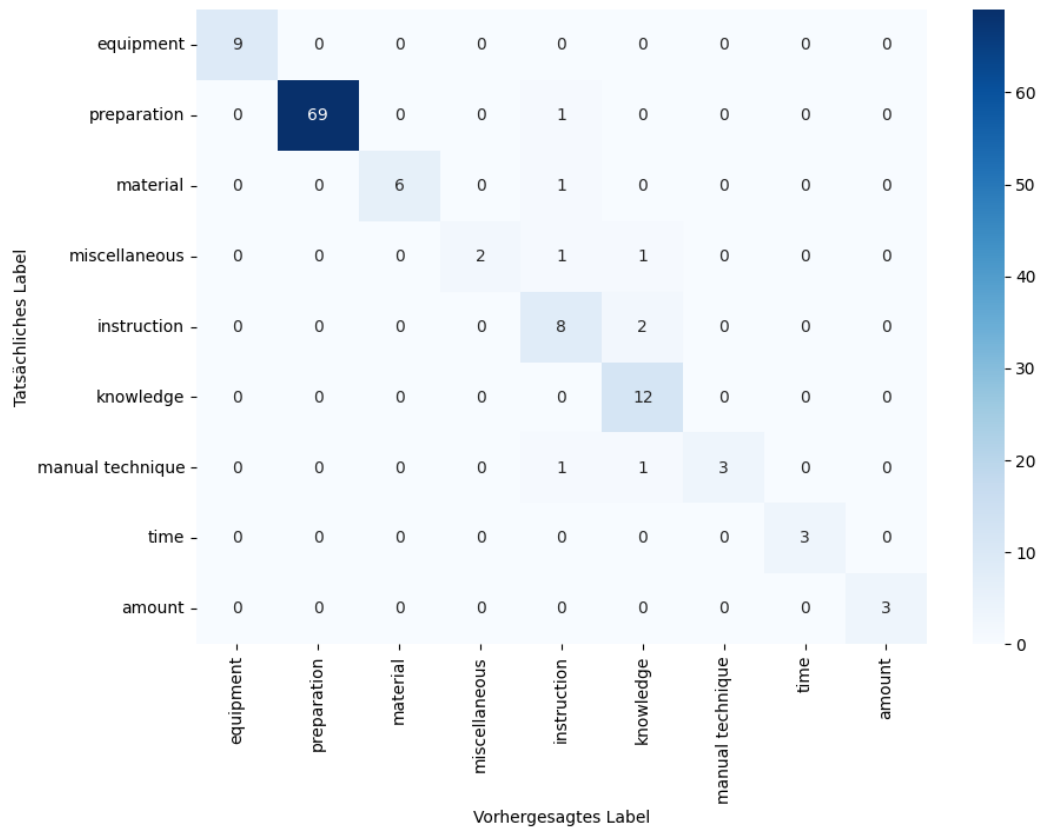 equipment 9 0 0 0 0 0 0 0 0
preparation 0 69 0 0 1 0 0 0 0
material 0 0 6 0 1 0 0 0 0
miscellaneous 0 0 0 2 1 1 0 0 0
instruction 0 0 0 0 8 2 0 0 0
knowledge 0 0 0 0 0 12 0 0 0
manual technique 0 0 0 0 1 1 3 0 0
time 0 0 0 0 0 0 0 3 0
amount 0 0 0 0 0 0 0 0 3
Tatsächliches Label
equipment
preparation
material
miscellaneous
instruction
knowledge
manual technique
time
amount
Vorhergesagtes Label
60
50
40
30
20
10
0